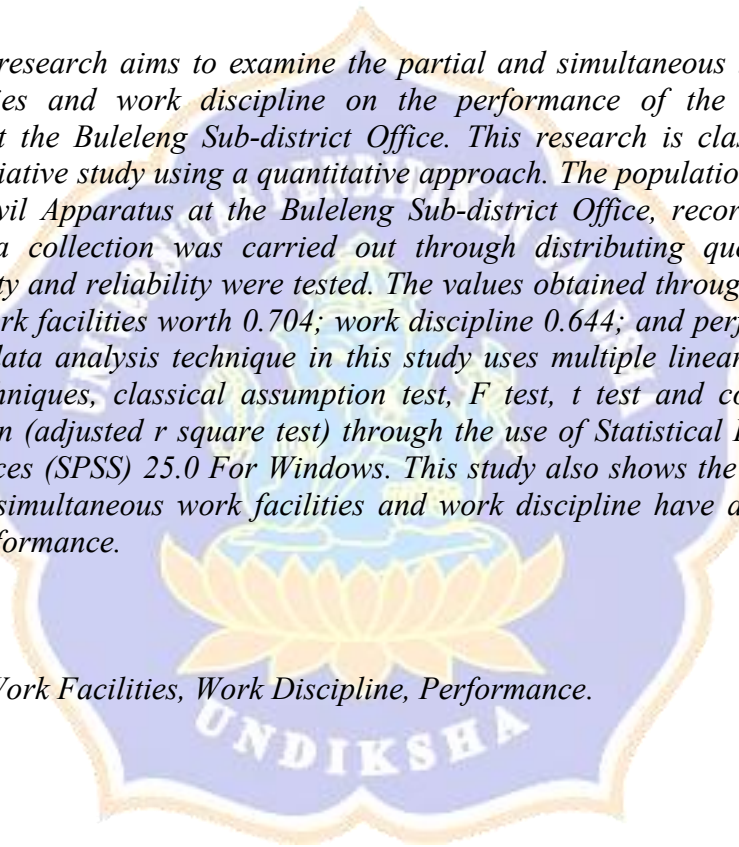 research aims to examine the partial and simultaneous
ies and work discipline on the performance of the
t the Buleleng Sub-district Office. This research is clas
iative study using a quantitative approach. The population
vil Apparatus at the Buleleng Sub-district Office, recor
a collection was carried out through distributing que
ty and reliability were tested. The values obtained throug
rk facilities worth 0.704; work discipline 0.644; and perf
data analysis technique in this study uses multiple linear
hniques, classical assumption test, F test, t test and co
n (adjusted r square test) through the use of Statistical
ces (SPSS) 25.0 For Windows. This study also shows the
simultaneous work facilities and work discipline have a
formance.
Work Facilities, Work Discipline, Performance.
UNIVERSITAS PENDIDIKAN GANESHA
UNDIKSHA